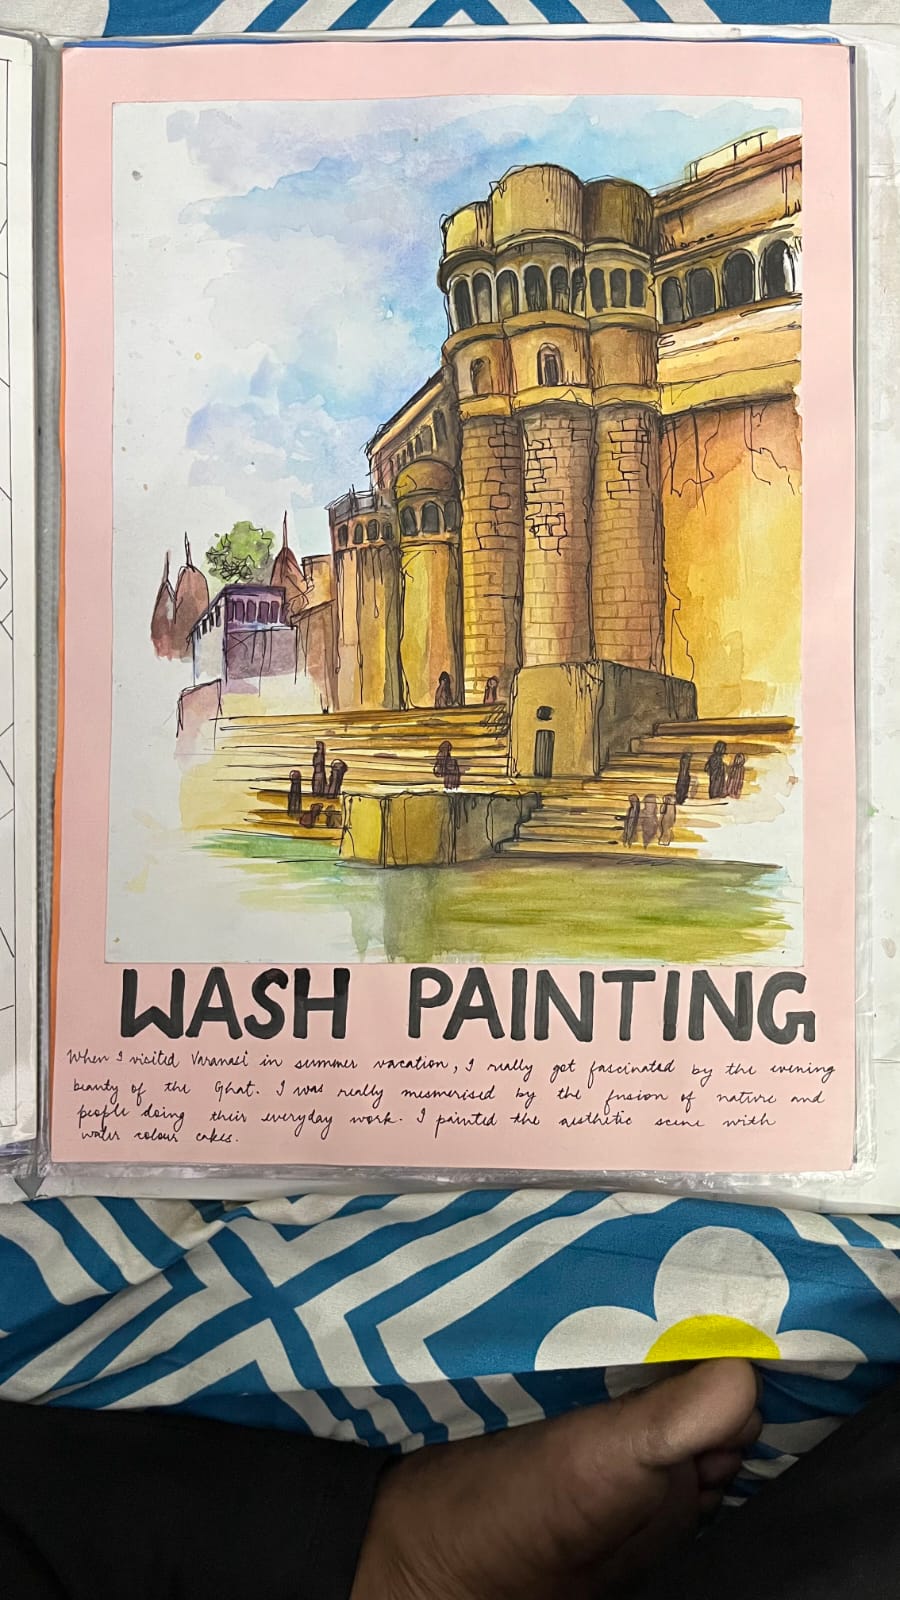 WASH PAINTING
When I visited Varanasi in summer vacation, I really got fascinated by the evening
beauty of the Ghat. I was really mesmerised by the fusion of nature and
people doing their everyday work. I painted the aesthetic scene with
water colour cakes.